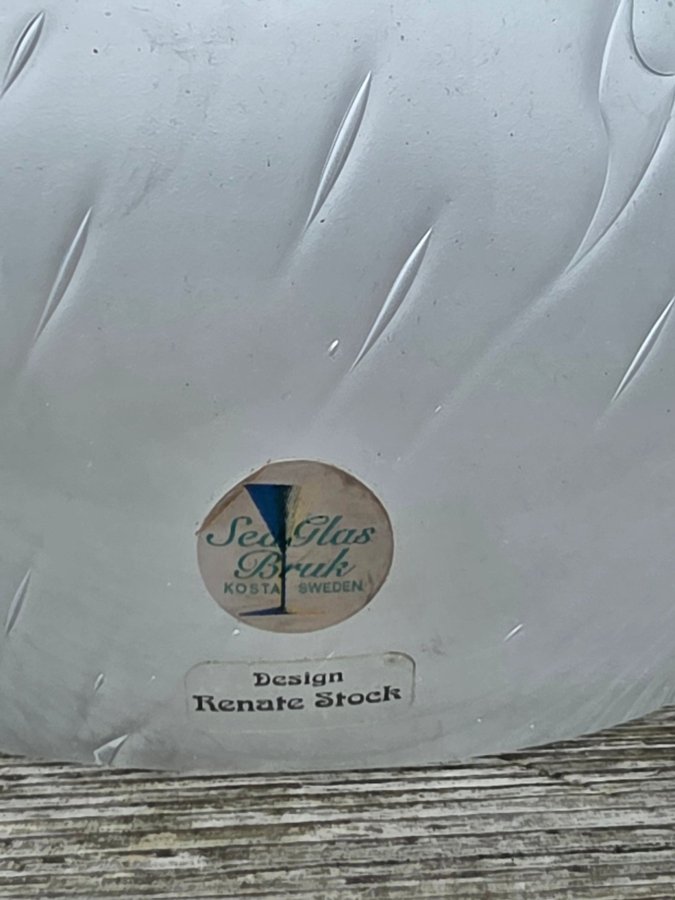 Sea Glas
Bruk
KOSTA SWEDEN
Design
Renate Stock